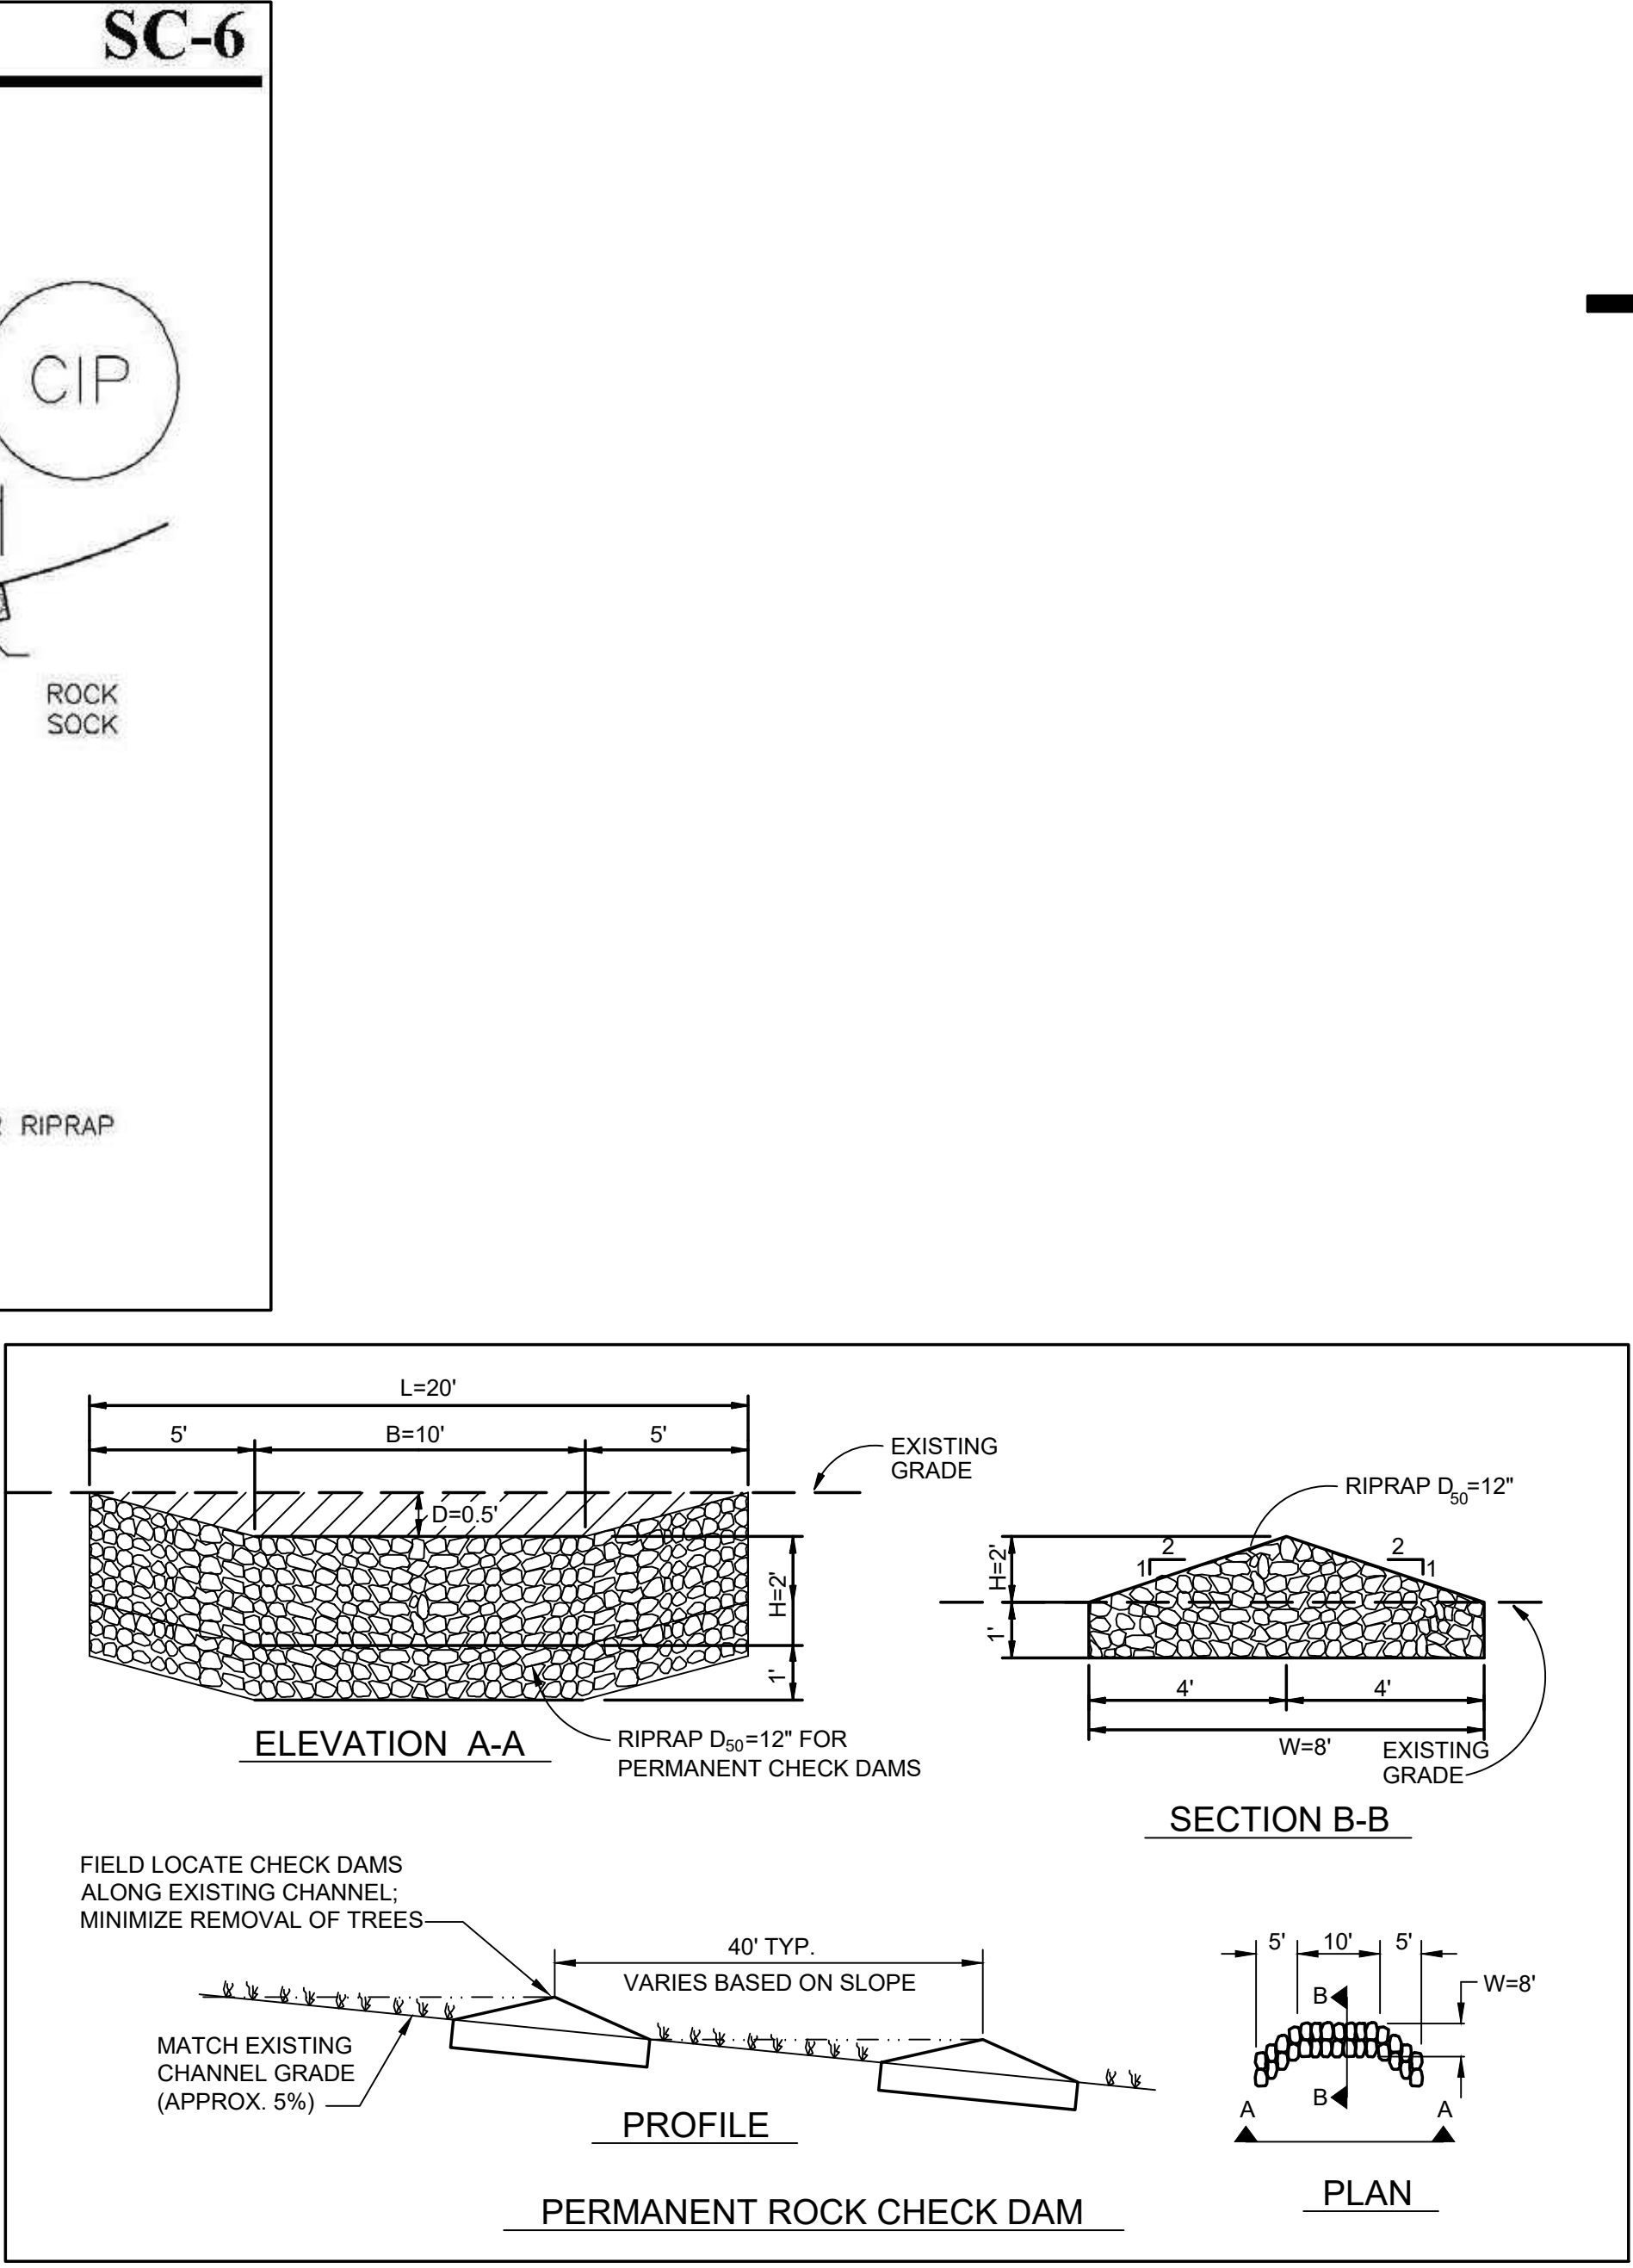 SC-6
CIP
ROCK
SOCK
RIPRAP
L=20'
5'
B=10'
5'
EXISTING
GRADE
D=0.5'
H=2'
1'
RIPRAP D50=12" FOR
PERMANENT CHECK DAMS
ELEVATION A-A
RIPRAP D50=12"
2
1
2
1
H=2'
1'
4'
4'
W=8'
EXISTING
GRADE
SECTION B-B
FIELD LOCATE CHECK DAMS
ALONG EXISTING CHANNEL;
MINIMIZE REMOVAL OF TREES
40' TYP.
VARIES BASED ON SLOPE
MATCH EXISTING
CHANNEL GRADE
(APPROX. 5%)
PROFILE
5'
10'
5'
W=8'
B
B
A
A
PLAN
PERMANENT ROCK CHECK DAM